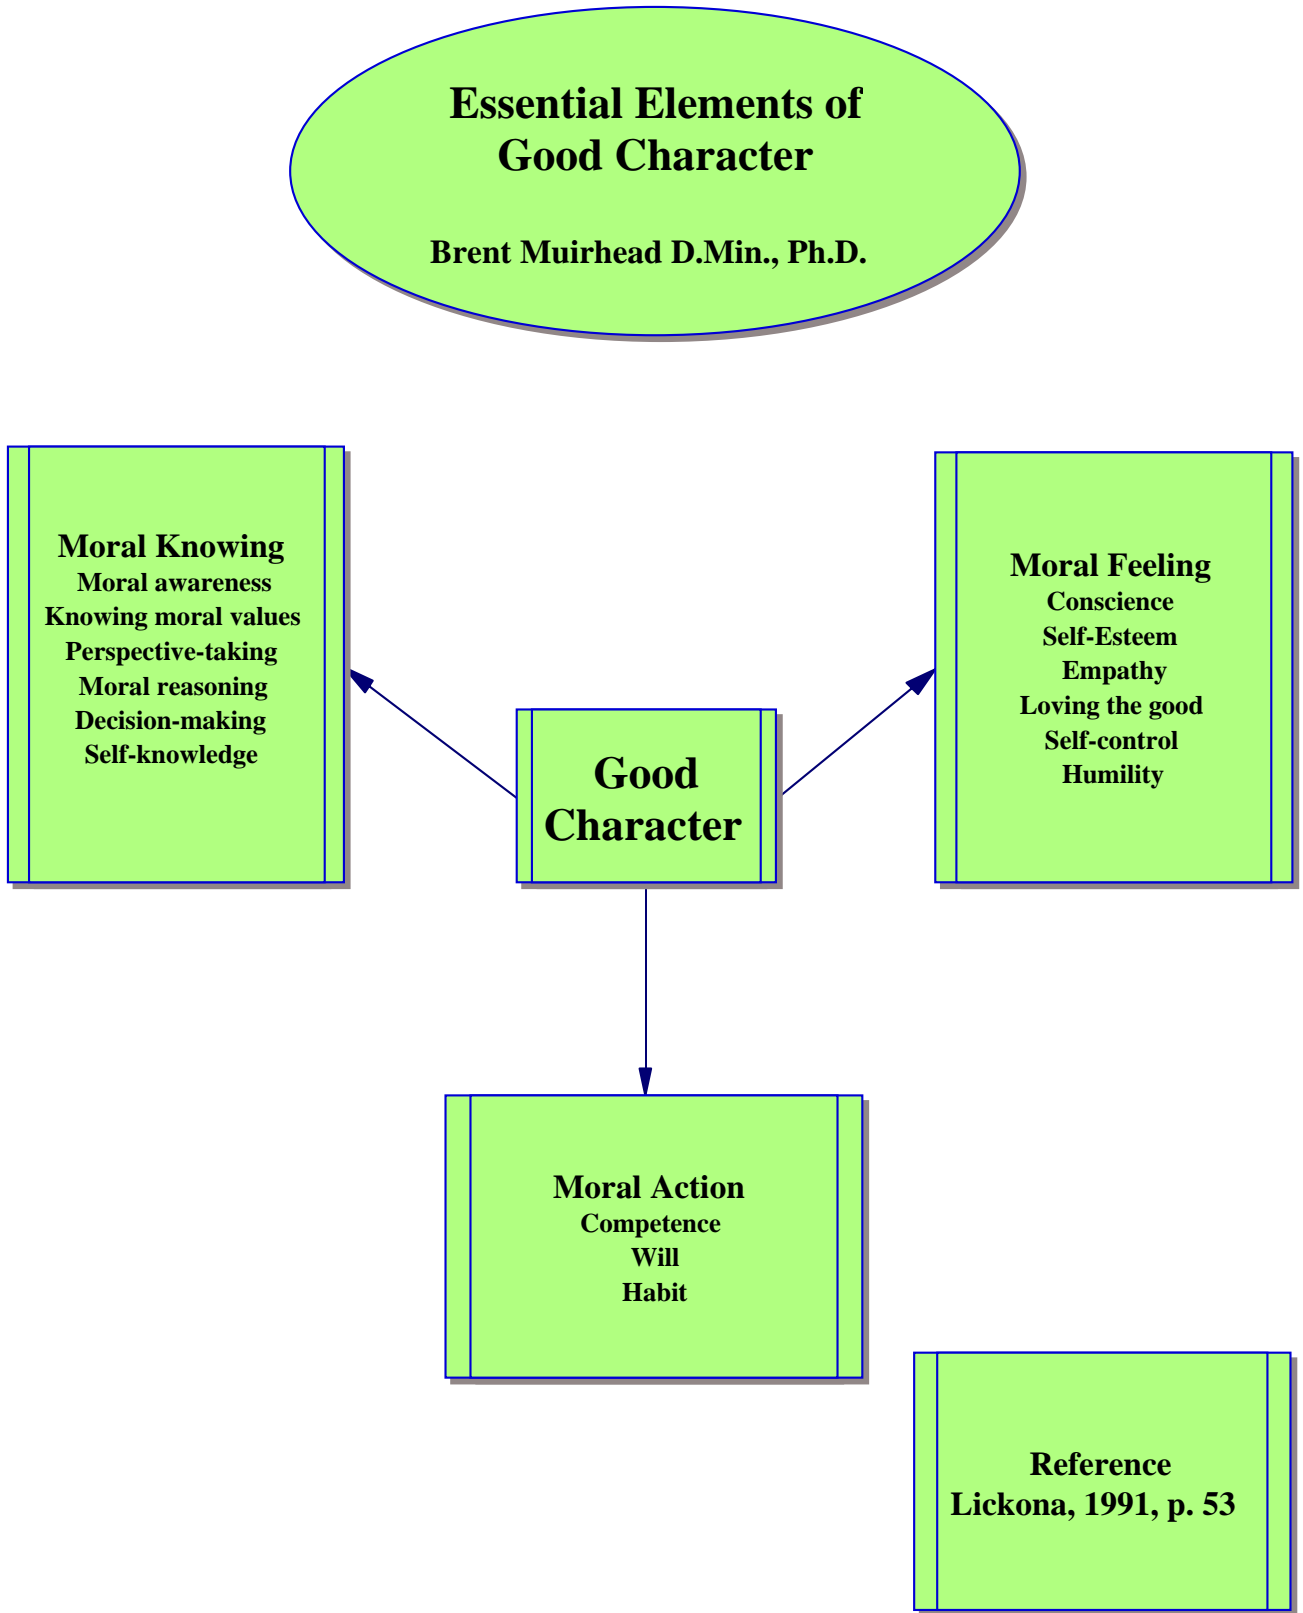 Essential Elements of
Good Character
Brent Muirhead D.Min., Ph.D.
Moral Knowing
Moral awareness
Knowing moral values
Perspective-taking
Moral reasoning
Decision-making
Self-knowledge
Moral Feeling
Conscience
Self-Esteem
Empathy
Loving the good
Self-control
Humility
Good
Character
Moral Action
Competence
Will
Habit
Reference
Lickona, 1991, p. 53